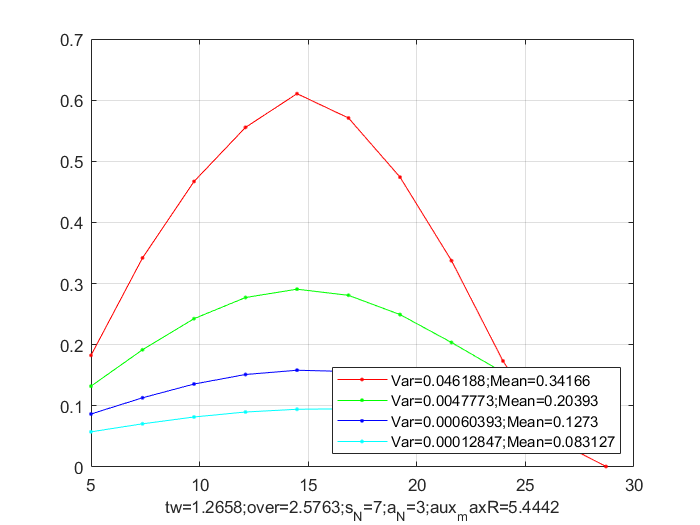 0.7
0.6
0.5
0.4
0.3
0.2
0.1
0
Var=0.046188;Mean=0.34166
Var=0.0047773;Mean=0.20393
Var=0.00060393;Mean=0.1273
Var=0.00012847;Mean=0.083127
5 10 15 20 25 30
tw=1.2658;over=2.5763;s_N=7;a_N=3;aux_maxR=5.4442